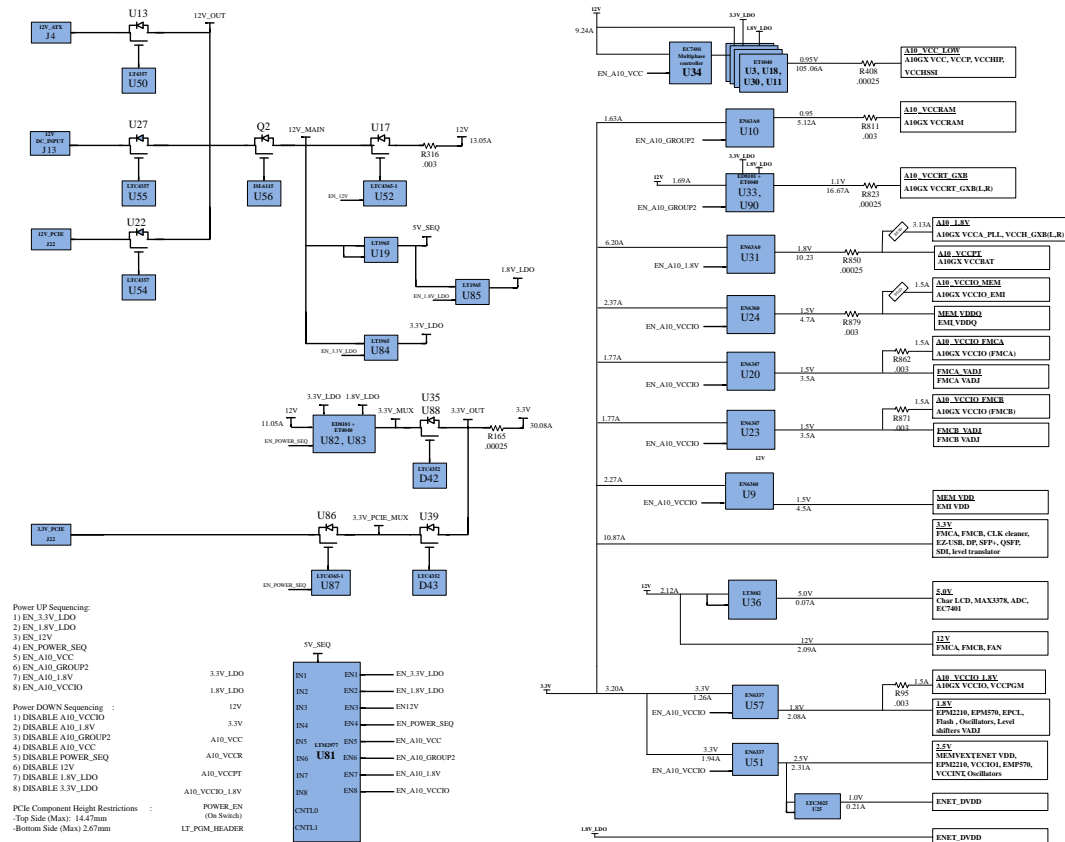 U13
12V_OUT
12V_ATX
J4
LT4357
U50
U27
Q2
12V_MAIN
U17
12V
13.05A
R316
.003
12V
DC_INPUT
J13
LTC4357
U55
ISL6115
U56
EN_12V
LTC4365-1
U52
U22
12V_PCIE
J22
LTC4357
U54
5V_SEQ
LT1965
U19
1.8V_LDO
LT1965
U85
EN_1.8V_LDO
3.3V_LDO
LT1965
U84
EN_3.3V_LDO
3.3V_LDO
1.8V_LDO
U35
U88
12V
3.3V_MUX
3.3V_OUT
3.3V
11.05A
30.08A
ED8101 +
ET4040
U82, U83
EN_POWER_SEQ
R165
.00025
LTC4352
D42
U86
3.3V_PCIE_MUX
U39
3.3V_PCIE
J22
EN_POWER_SEQ
LTC4365-1
U87
LTC4352
D43
Power UP Sequencing:
1) EN_3.3V_LDO
2) EN_1.8V_LDO
3) EN_12V
4) EN_POWER_SEQ
5) EN_A10_VCC
6) EN_A10_GROUP2
7) EN_A10_1.8V
8) EN_A10_VCCIO
Power DOWN Sequencing :
1) DISABLE A10_VCCIO
2) DISABLE A10_1.8V
3) DISABLE A10_GROUP2
4) DISABLE A10_VCC
5) DISABLE POWER_SEQ
6) DISABLE 12V
7) DISABLE 1.8V_LDO
8) DISABLE 3.3V_LDO
PCIe Component Height Restrictions :
-Top Side (Max): 14.47mm
-Bottom Side (Max) 2.67mm
5V_SEQ
LTM2977
U81
3.3V_LDO IN1 EN1 EN_3.3V_LDO
1.8V_LDO IN2 EN2 EN_1.8V_LDO
12V IN3 EN3 EN12V
3.3V IN4 EN4 EN_POWER_SEQ
A10_VCC IN5 EN5 EN_A10_VCC
A10_VCCR IN6 EN6 EN_A10_GROUP2
A10_VCCPT IN7 EN7 EN_A10_1.8V
A10_VCCIO_1.8V IN8 EN8 EN_A10_VCCIO
POWER_EN
(On Switch)
CNTL0
LT_PGM_HEADER CNTL1
12V
9.24A
3.3V_LDO
1.8V_LDO
EC7401
Multiphase
controller
U34
EN_A10_VCC
ET4040
U3, U18,
U30, U11
0.95V
105.06A
R408
.00025
A10_VCC_LOW
A10GX VCC, VCCP, VCCHIP,
VCCHSSI
1.63A
EN63A0
U10
EN_A10_GROUP2
0.95
5.12A
R811
.003
A10_VCCRAM
A10GX VCCRAM
3.3V_LDO
1.8V_LDO
12V
1.69A
ED8101 +
ET4040
U33,
U90
EN_A10_GROUP2
1.1V
16.67A
R823
.00025
A10_VCCRT_GXB
A10GX VCCRT_GXB(L,R)
6.20A
EN63A0
U31
EN_A10_1.8V
1.8V
10.23
R850
.00025
3.13A
A10_1.8V
A10GX VCCA_PLL, VCCH_GXB(L,R)
A10_VCCPT
A10GX VCCBAT
2.37A
EN6360
U24
EN_A10_VCCIO
1.5V
4.7A
R879
.003
1.5A
A10_VCCIO_MEM
A10GX VCCIO_EMI
MEM_VDDQ
EMI_VDDQ
1.77A
EN6347
U20
EN_A10_VCCIO
1.5V
3.5A
R862
.003
1.5A
A10_VCCIO_FMCA
A10GX VCCIO (FMCA)
FMCA_VADJ
FMCA VADJ
1.77A
EN6347
U23
EN_A10_VCCIO
1.5V
3.5A
R871
.003
1.5A
A10_VCCIO_FMCB
A10GX VCCIO (FMCB)
FMCB_VADJ
FMCB VADJ
12V
2.27A
EN6360
U9
EN_A10_VCCIO
1.5V
4.5A
MEM_VDD
EMI VDD
10.87A
3.3V
FMCA, FMCB, CLK cleaner,
EZ-USB, DP, SFP+, QSFP,
SDI, level translator
12V
2.12A
LT3082
U36
5.0V
0.07A
5.0V
Char LCD, MAX3378, ADC,
EC7401
12V
2.09A
12V
FMCA, FMCB, FAN
3.3V
3.20A
3.3V
1.26A
EN6337
U57
EN_A10_VCCIO
1.8V
2.08A
R95
.003
1.5A
A10_VCCIO_1.8V
A10GX VCCIO, VCCPGM
1.8V
EPM2210, EPM570, EPCL,
Flash , Oscillators, Level
shifters VADJ
3.3V
1.94A
EN6337
U51
EN_A10_VCCIO
2.5V
2.31A
2.5V
MEMVEXT,ENET VDD,
EPM2210, VCCIO1, EMP570,
VCCINT, Oscillators
LTC3025
U25
1.0V
0.21A
ENET_DVDD
1.8V_LDO
ENET_DVDD